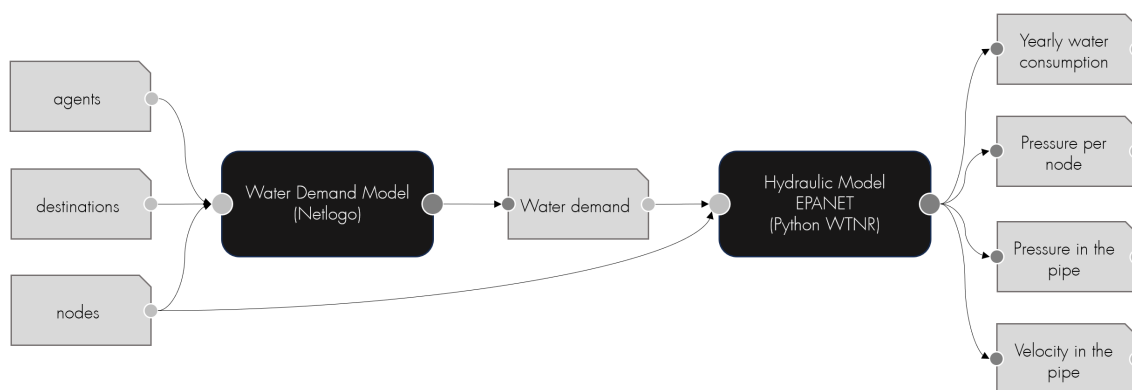 agents
destinations
nodes
Water Demand Model
(Netlogo)
Water demand
Hydraulic Model
EPANET
(Python WTNR)
Yearly water
consumption
Pressure per
node
Pressure in the
pipe
Velocity in the
pipe